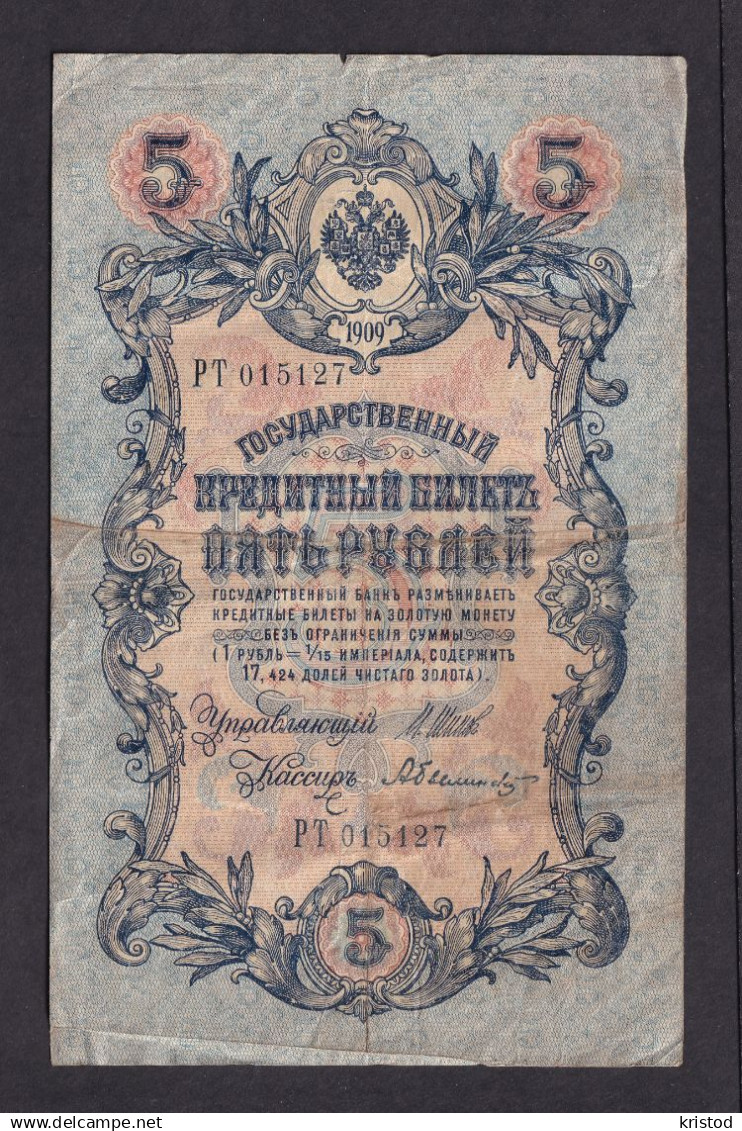 5 5
1909
РТ 015127
ГОСУДАРСТВЕННЫЙ
КРЕДИТНЫЙ БИЛЕТЪ
ПЯТЬ РУБЛЕЙ
ГОСУДАРСТВЕННЫЙ БАНКЪ РАЗМѢНИВАЕТЪ
КРЕДИТНЫЕ БИЛЕТЫ НА ЗОЛОТУЮ МОНЕТУ
БЕЗЪ ОГРАНИЧЕНІЯ СУММЫ
(1 РУБЛЬ = 1/15 ИМПЕРІАЛА, СОДЕРЖИТЪ
17,424 ДОЛЕЙ ЧИСТАГО ЗОЛОТА).
Управляющій
Кассиръ
РТ 015127
5
delcampe.net
kristod